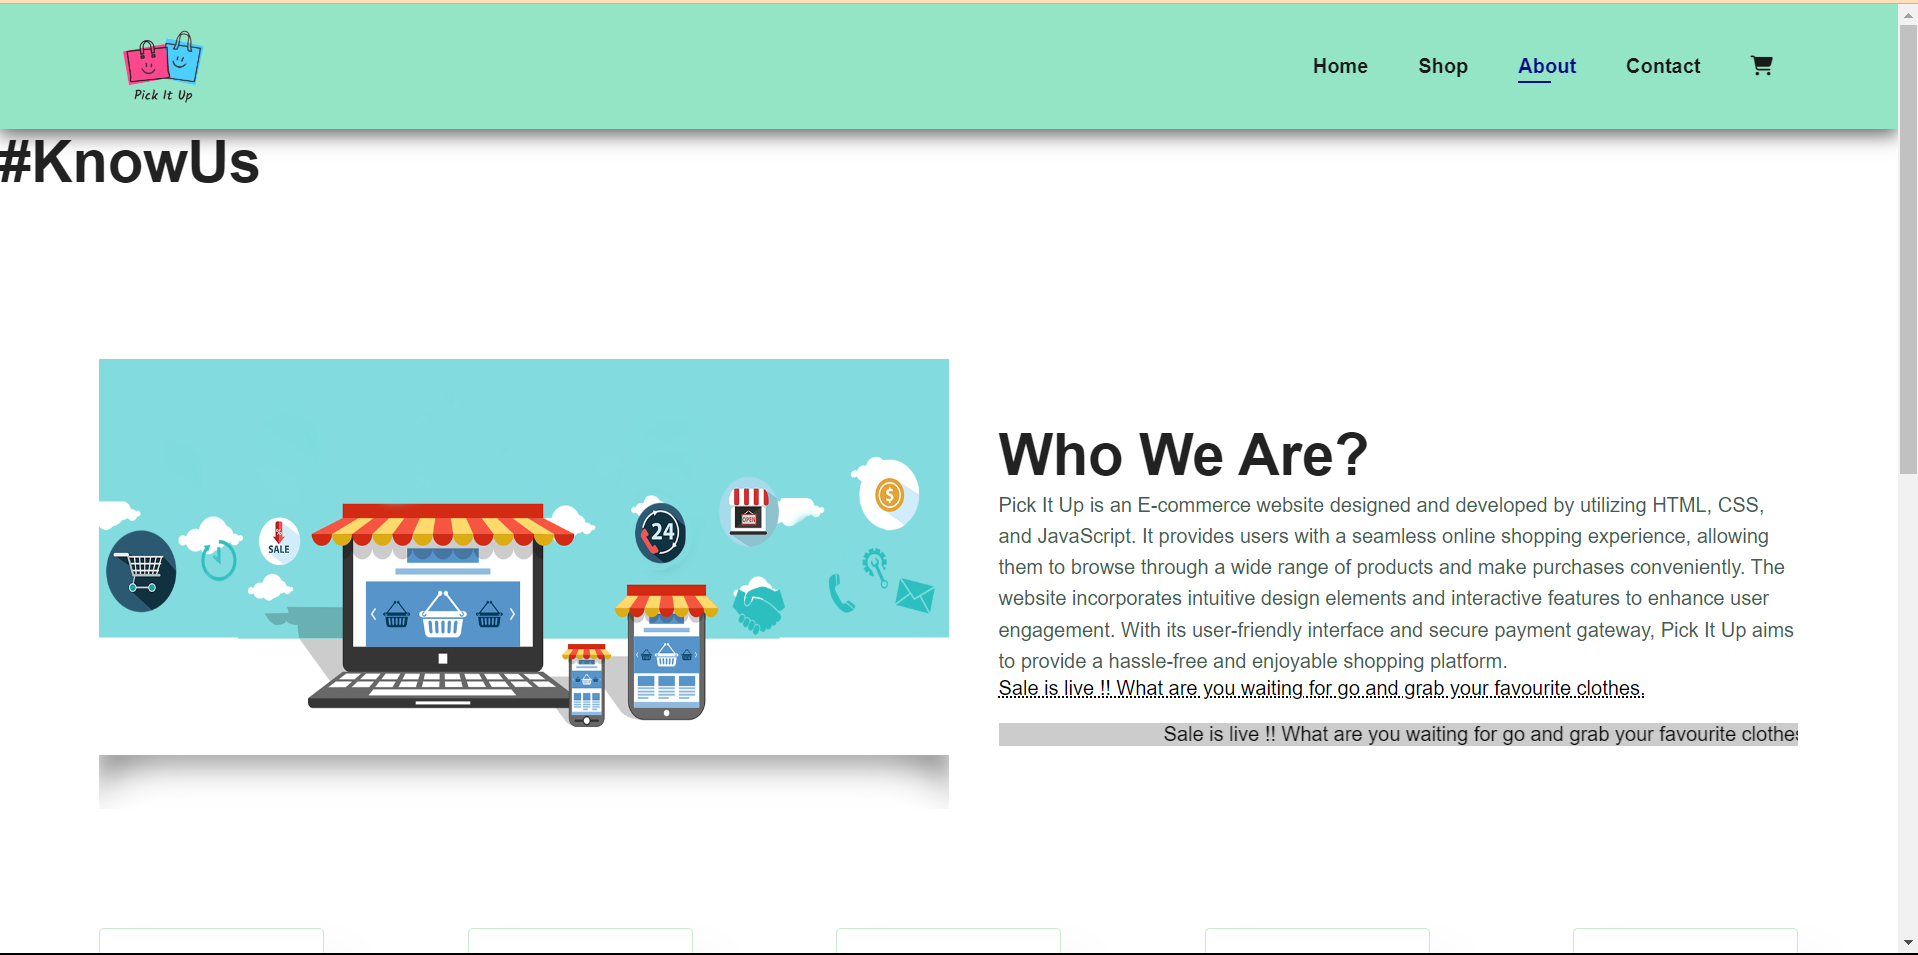 Pick It Up
Home Shop About Contact
#KnowUs
SALE
24
OPEN
$
Who We Are?
Pick It Up is an E-commerce website designed and developed by utilizing HTML, CSS,
and JavaScript. It provides users with a seamless online shopping experience, allowing
them to browse through a wide range of products and make purchases conveniently. The
website incorporates intuitive design elements and interactive features to enhance user
engagement. With its user-friendly interface and secure payment gateway, Pick It Up aims
to provide a hassle-free and enjoyable shopping platform.
Sale is live !! What are you waiting for go and grab your favourite clothes.
Sale is live !! What are you waiting for go and grab your favourite clothes